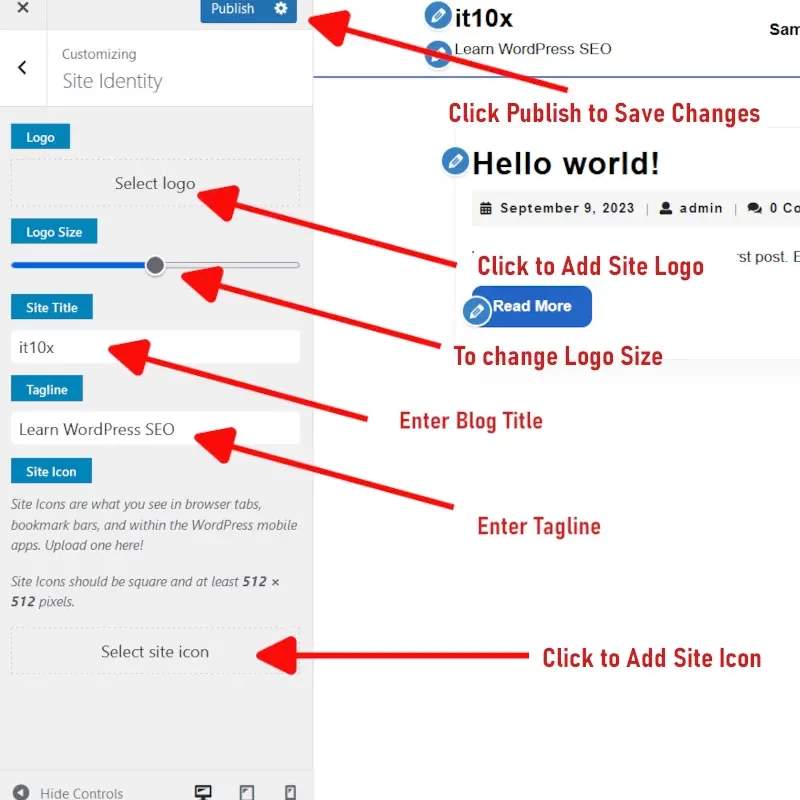 Publish
Customizing
Site Identity
Logo
Select logo
Logo Size
Site Title
it10x
Tagline
Learn WordPress SEO
Site Icon
Site Icons are what you see in browser tabs,
bookmark bars, and within the WordPress mobile
apps. Upload one here!
Site Icons should be square and at least 512 ×
512 pixels.
Select site icon
Hide Controls
it10x
Learn WordPress SEO
Click Publish to Save Changes
Hello world!
September 9, 2023 | admin | 0
post. E
Click to Add Site Logo
Read More
To change Logo Size
Enter Blog Title
Enter Tagline
Click to Add Site Icon